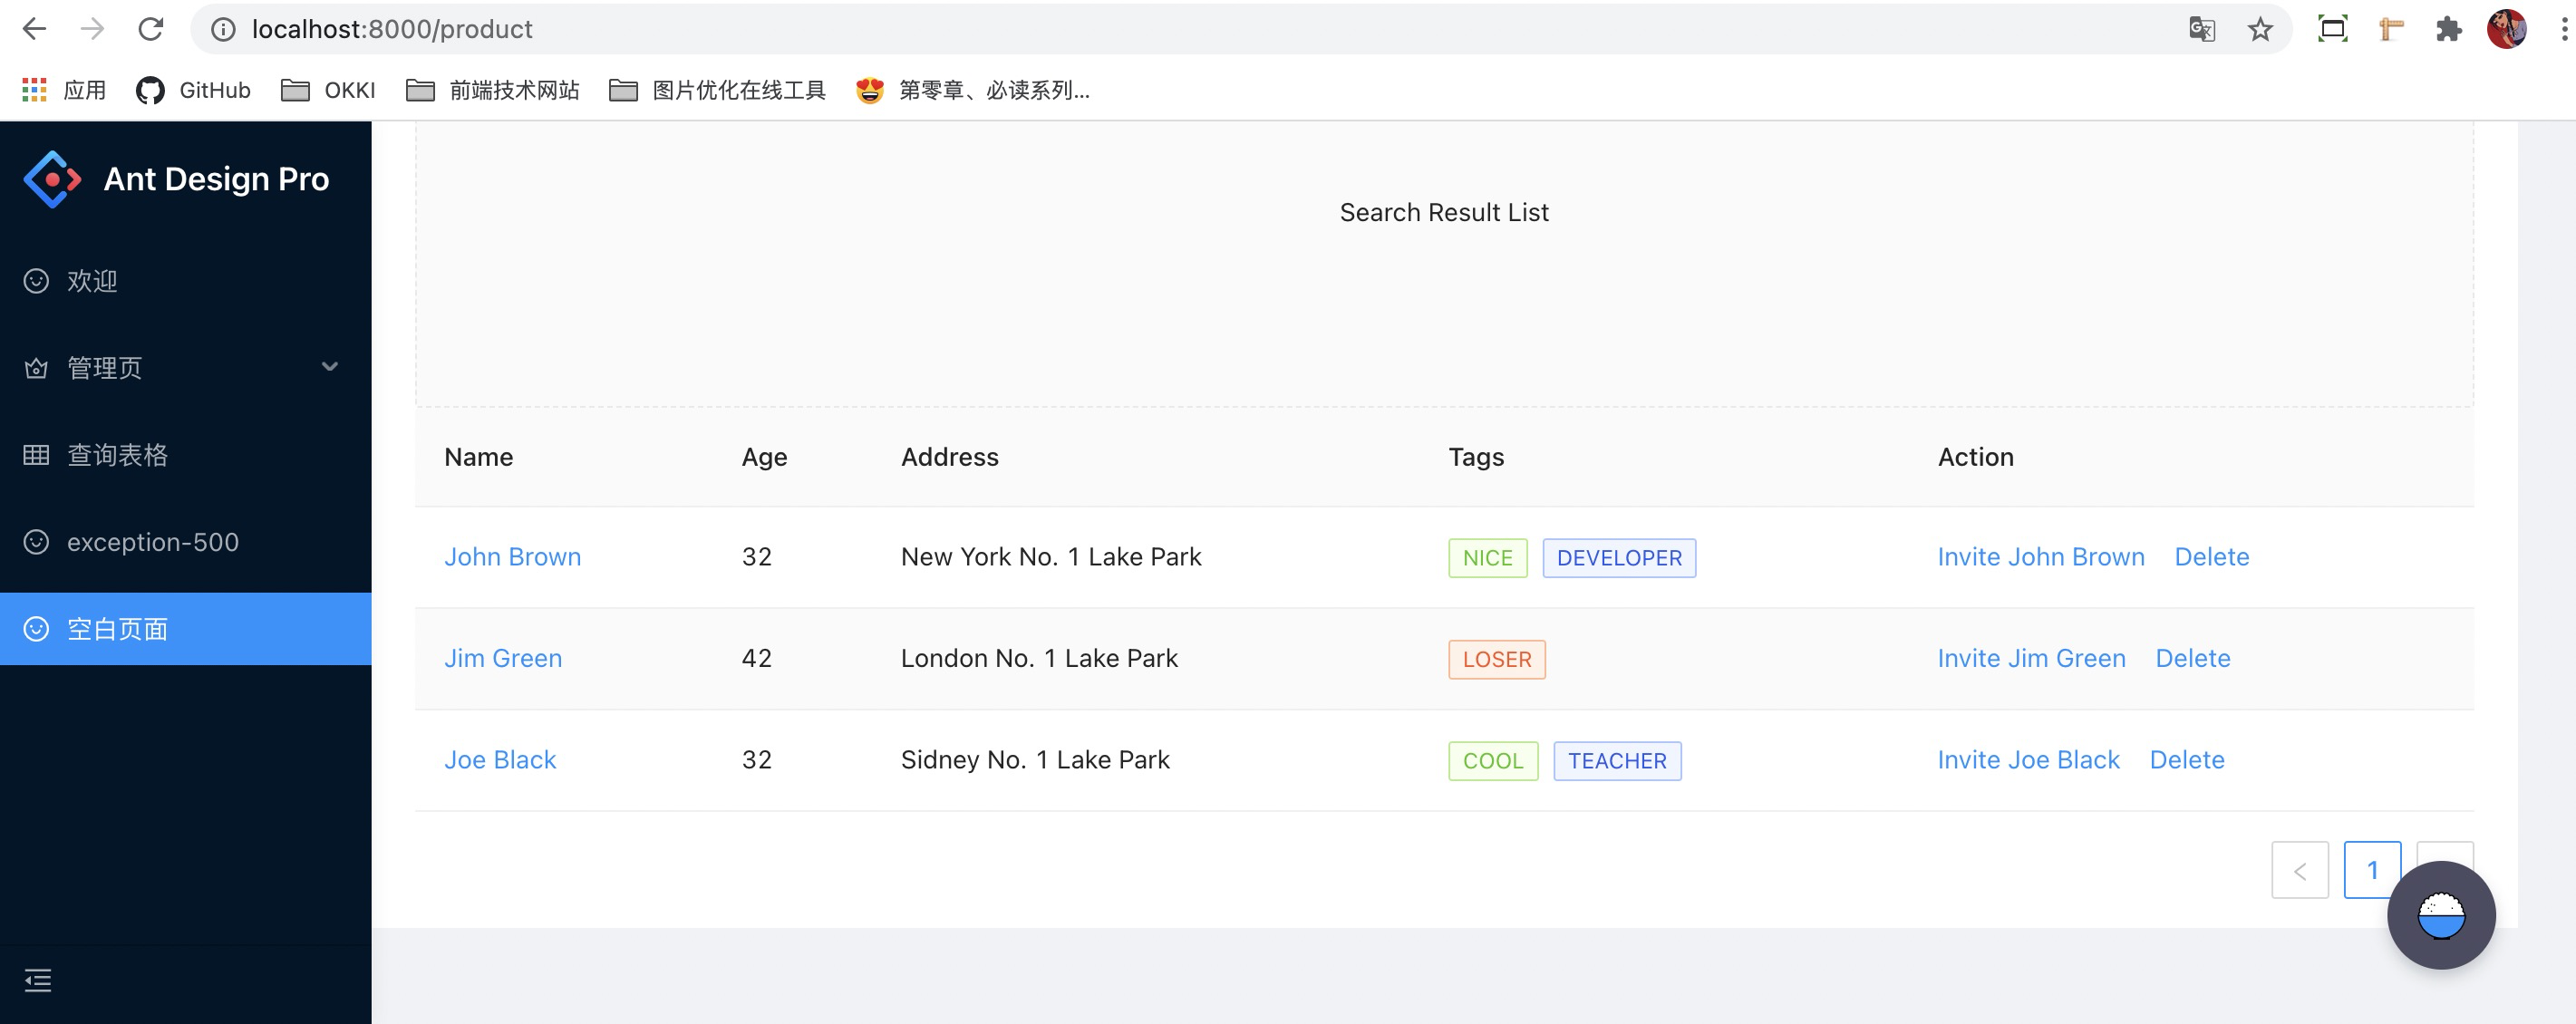 localhost:8000/product
应用 GitHub OKKI 前端技术网站 图片优化在线工具 第零章、必读系列...
Ant Design Pro
欢迎
管理页
查询表格
exception-500
空白页面
Search Result List
Name Age Address Tags Action
John Brown 32 New York No. 1 Lake Park NICE DEVELOPER Invite John Brown Delete
Jim Green 42 London No. 1 Lake Park LOSER Invite Jim Green Delete
Joe Black 32 Sidney No. 1 Lake Park COOL TEACHER Invite Joe Black Delete
< 1